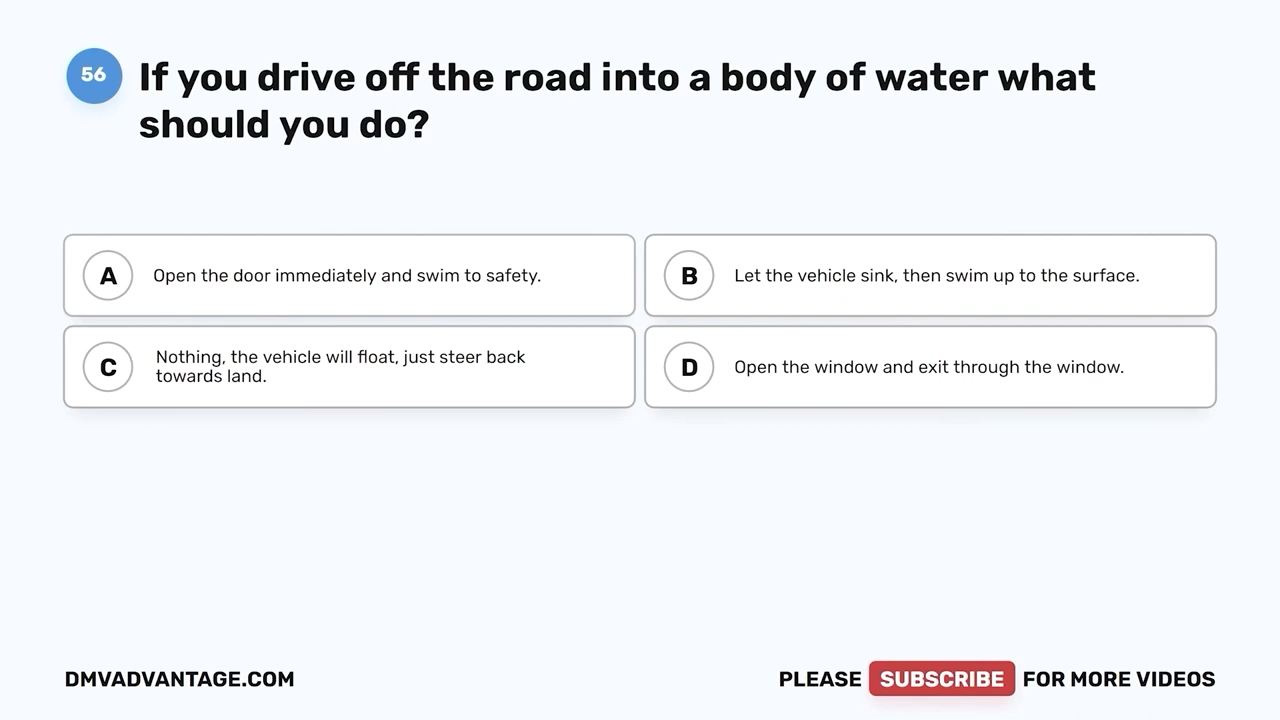 56
If you drive off the road into a body of water what
should you do?
A
Open the door immediately and swim to safety.
B
Let the vehicle sink, then swim up to the surface.
C
Nothing, the vehicle will float, just steer back
towards land.
D
Open the window and exit through the window.
DMVADVANTAGE.COM
PLEASE SUBSCRIBE FOR MORE VIDEOS